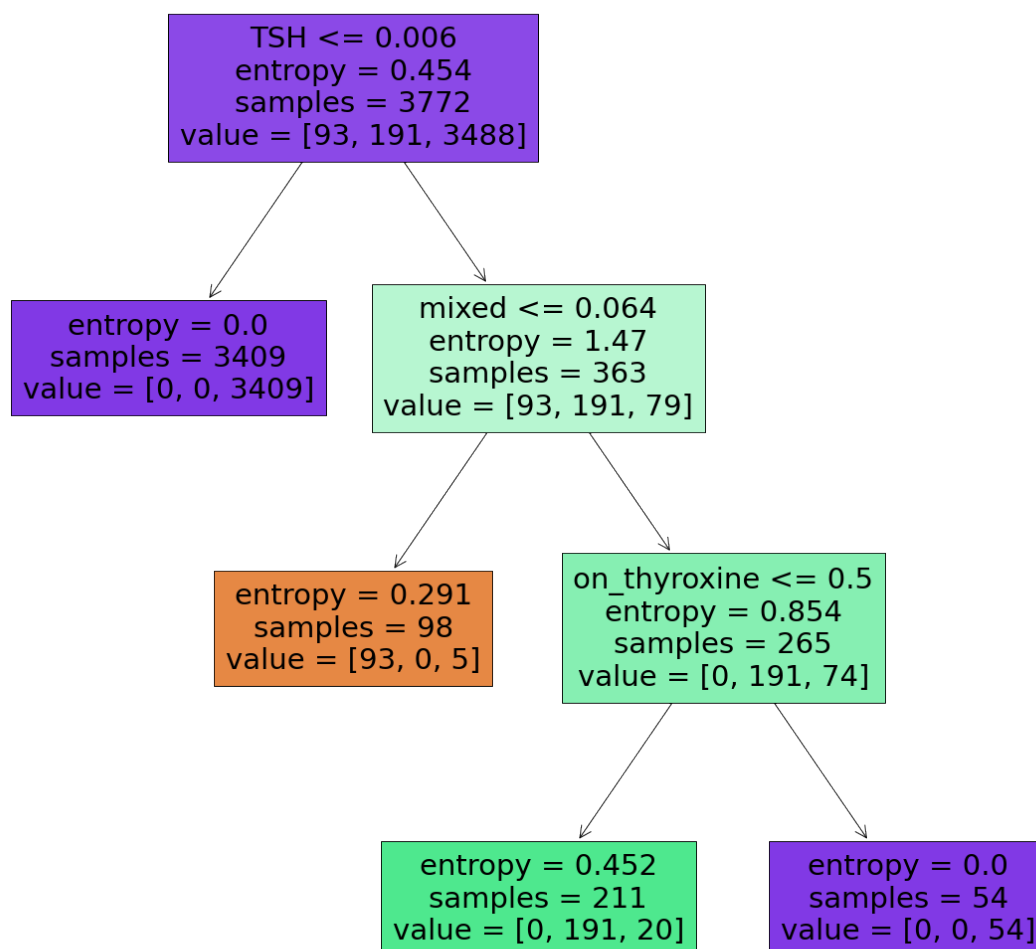 TSH <= 0.006
entropy = 0.454
samples = 3772
value = [93, 191, 3488]
entropy = 0.0
samples = 3409
value = [0, 0, 3409]
mixed <= 0.064
entropy = 1.47
samples = 363
value = [93, 191, 79]
entropy = 0.291
samples = 98
value = [93, 0, 5]
on_thyroxine <= 0.5
entropy = 0.854
samples = 265
value = [0, 191, 74]
entropy = 0.452
samples = 211
value = [0, 191, 20]
entropy = 0.0
samples = 54
value = [0, 0, 54]